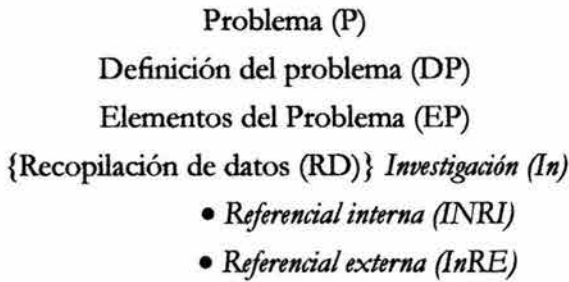 Problema (P)
Definición del problema (DP)
Elementos del Problema (EP)
{Recopilación de datos (RD)} Investigación (In)
• Referencial interna (INRI)
• Referencial externa (InRE)